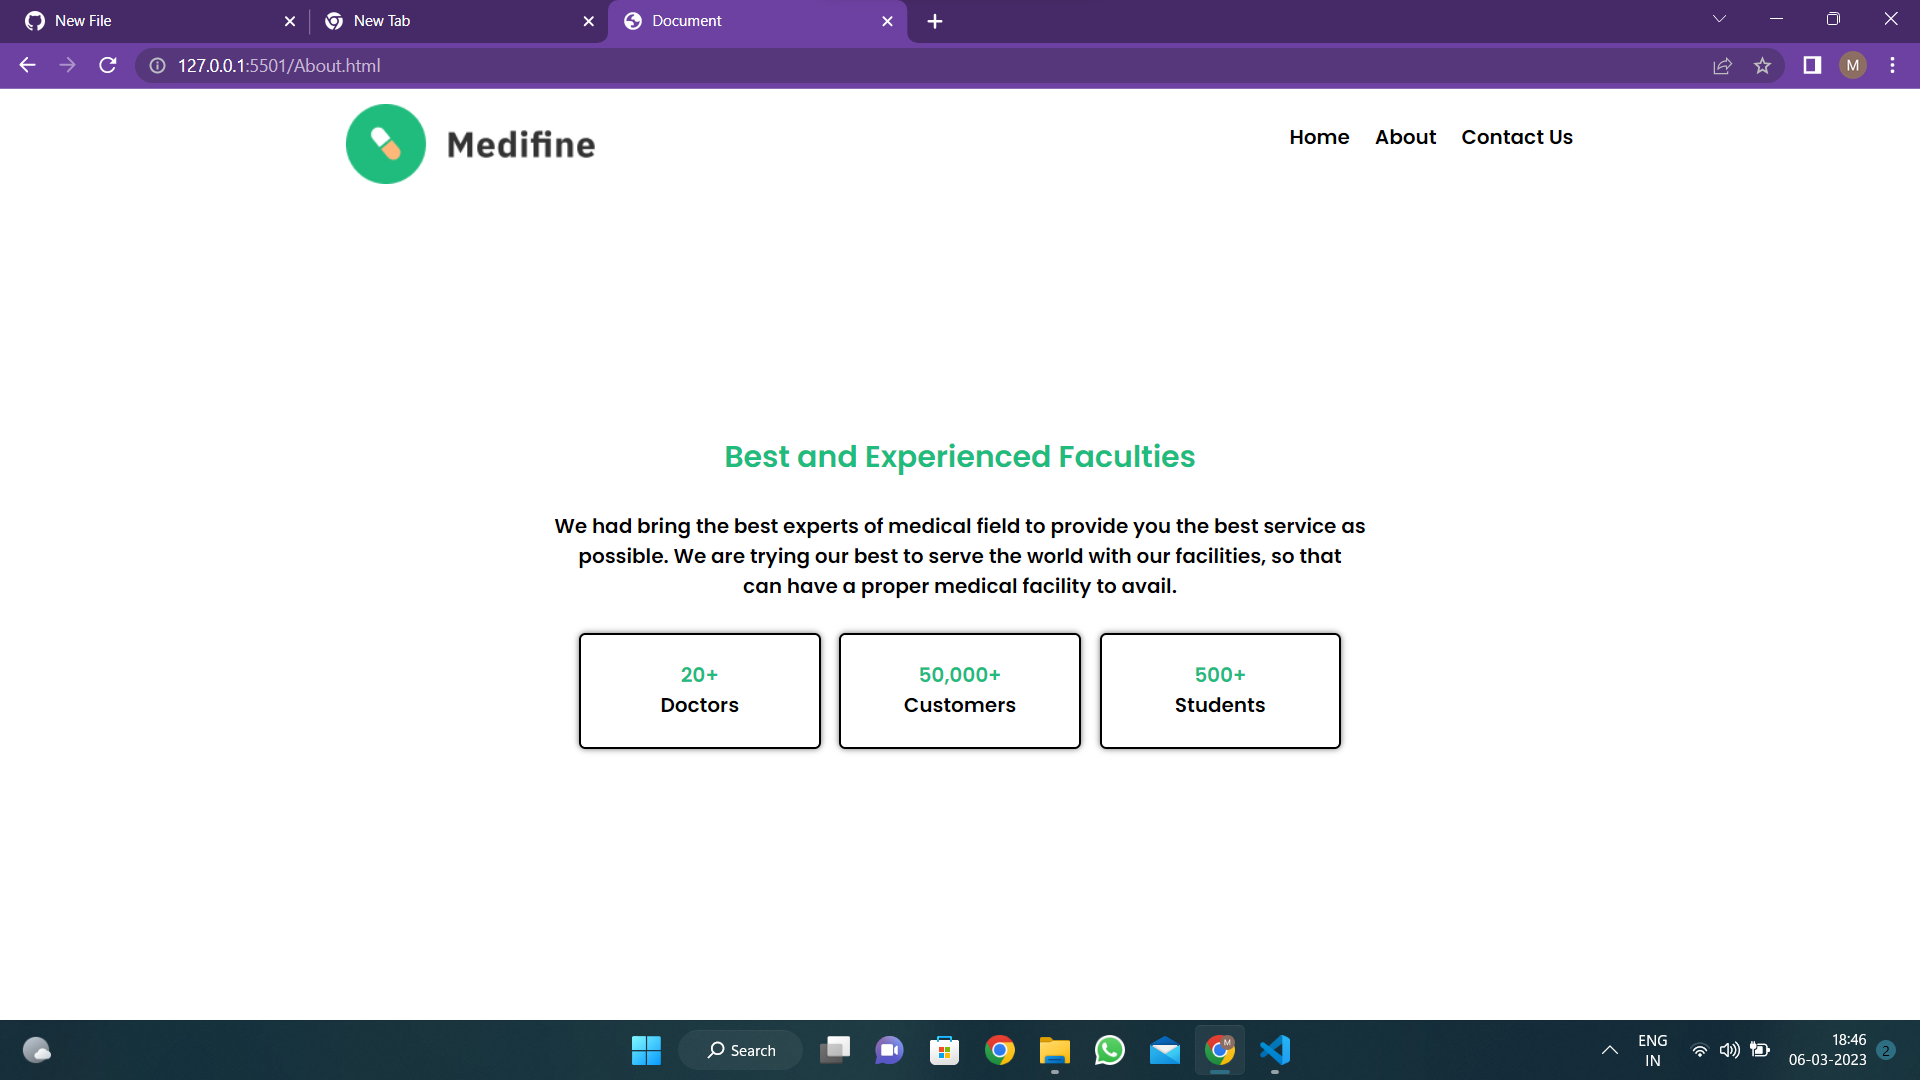 New File
New Tab
Document
127.0.0.1:5501/About.html
M
Medifine
Home About Contact Us
Best and Experienced Faculties
We had bring the best experts of medical field to provide you the best service as
possible. We are trying our best to serve the world with our facilities, so that
can have a proper medical facility to avail.
20+
Doctors
50,000+
Customers
500+
Students
Search
M
ENG
IN
18:46
06-03-2023
2